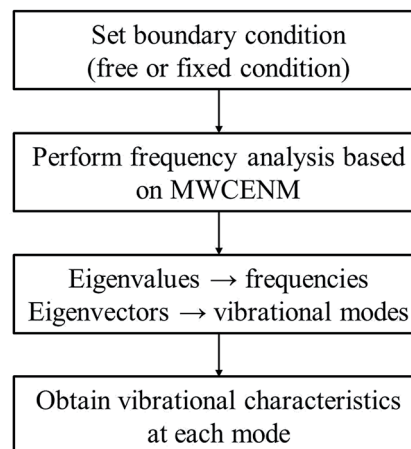 Set boundary condition
(free or fixed condition)
Perform frequency analysis based
on MWCENM
Eigenvalues → frequencies
Eigenvectors → vibrational modes
Obtain vibrational characteristics
at each mode